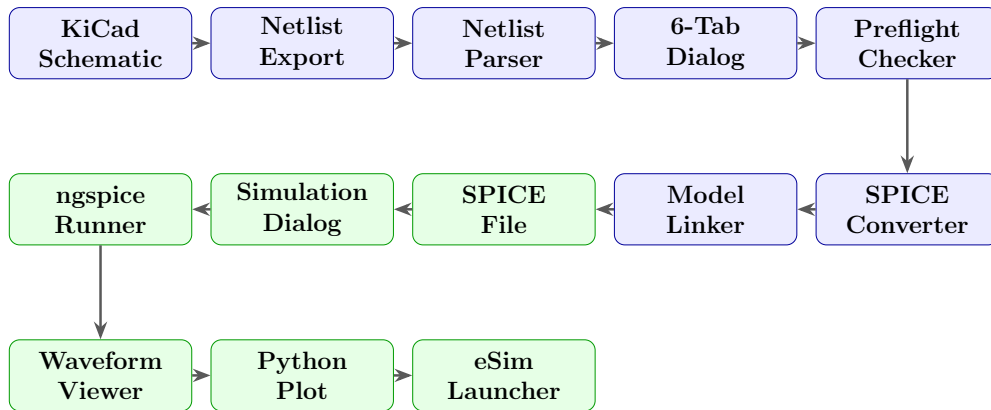 KiCad
Schematic
Netlist
Export
Netlist
Parser
6-Tab
Dialog
Preflight
Checker
ngspice
Runner
Simulation
Dialog
SPICE
File
Model
Linker
SPICE
Converter
Waveform
Viewer
Python
Plot
eSim
Launcher